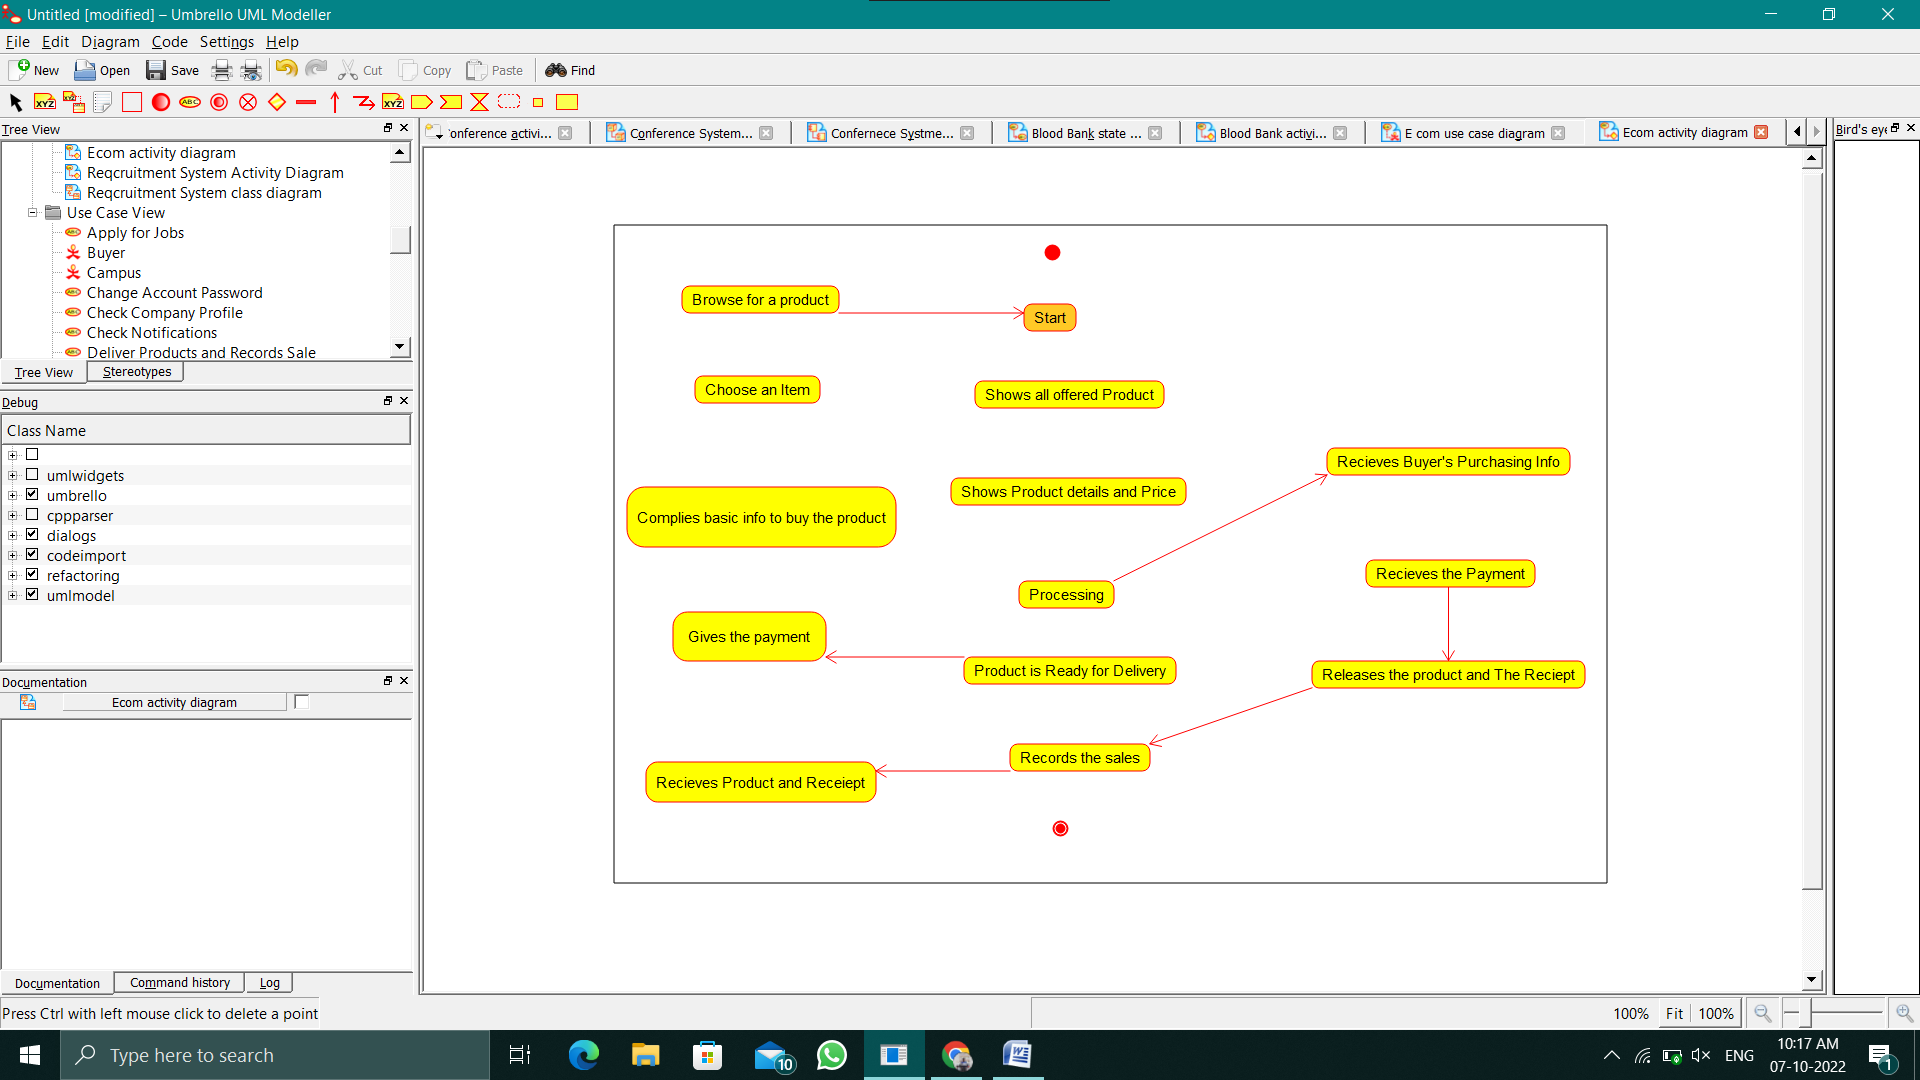 Untitled [modified] – Umbrello UML Modeller
File Edit Diagram Code Settings Help
New Open Save Cut Copy Paste Find
XYZ XYZ ABC XYZ
Tree View
Ecom activity diagram
Reqcruitment System Activity Diagram
Reqcruitment System class diagram
Use Case View
Apply for Jobs
Buyer
Campus
Change Account Password
Check Company Profile
Check Notifications
Deliver Products and Records Sale
Tree View Stereotypes
Debug
Class Name
umlwidgets
umbrello
cppparser
dialogs
codeimport
refactoring
umlmodel
Documentation
Ecom activity diagram
Documentation Command history Log
Press Ctrl with left mouse click to delete a point
onference activi... Conference System... Confernece Systme... Blood Bank state ... Blood Bank activi... E com use case diagram Ecom activity diagram
Bird's eye
Browse for a product
Start
Choose an Item
Shows all offered Product
Recieves Buyer's Purchasing Info
Shows Product details and Price
Complies basic info to buy the product
Recieves the Payment
Processing
Gives the payment
Product is Ready for Delivery
Releases the product and The Reciept
Records the sales
Recieves Product and Receiept
100% Fit 100%
Type here to search
10
ENG
10:17 AM
07-10-2022
1